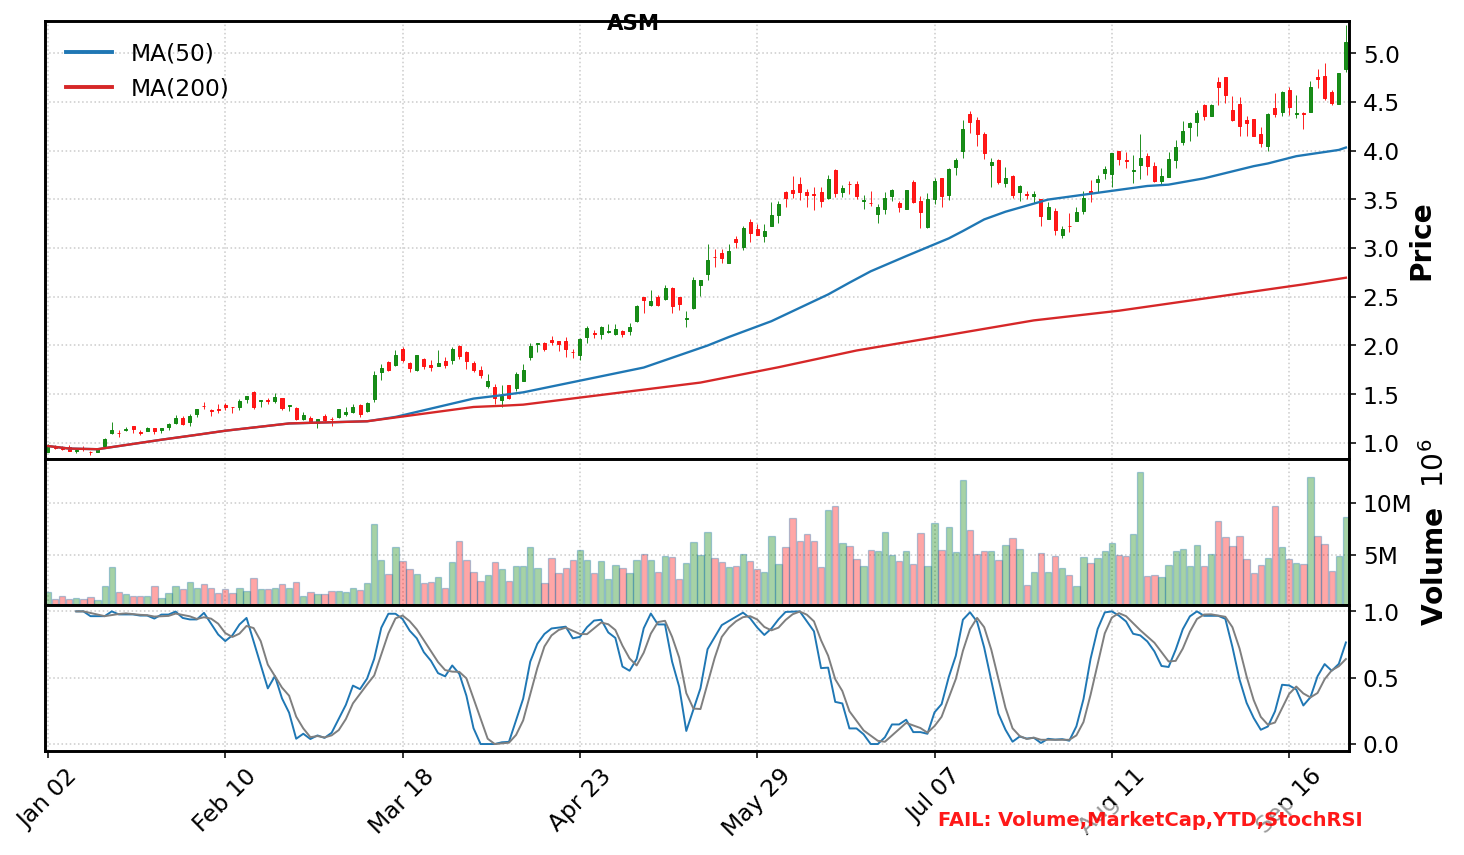 ASM
MA(50)
MA(200)
5.0
4.5
4.0
3.5
3.0
2.5
2.0
1.5
1.0
Price
10M
5M
Volume 10^6
1.0
0.5
0.0
Jan 02
Feb 10
Mar 18
Apr 23
May 29
Jul 07
Aug 11
Sep 16
FAIL: Volume,MarketCap,YTD,StochRSI